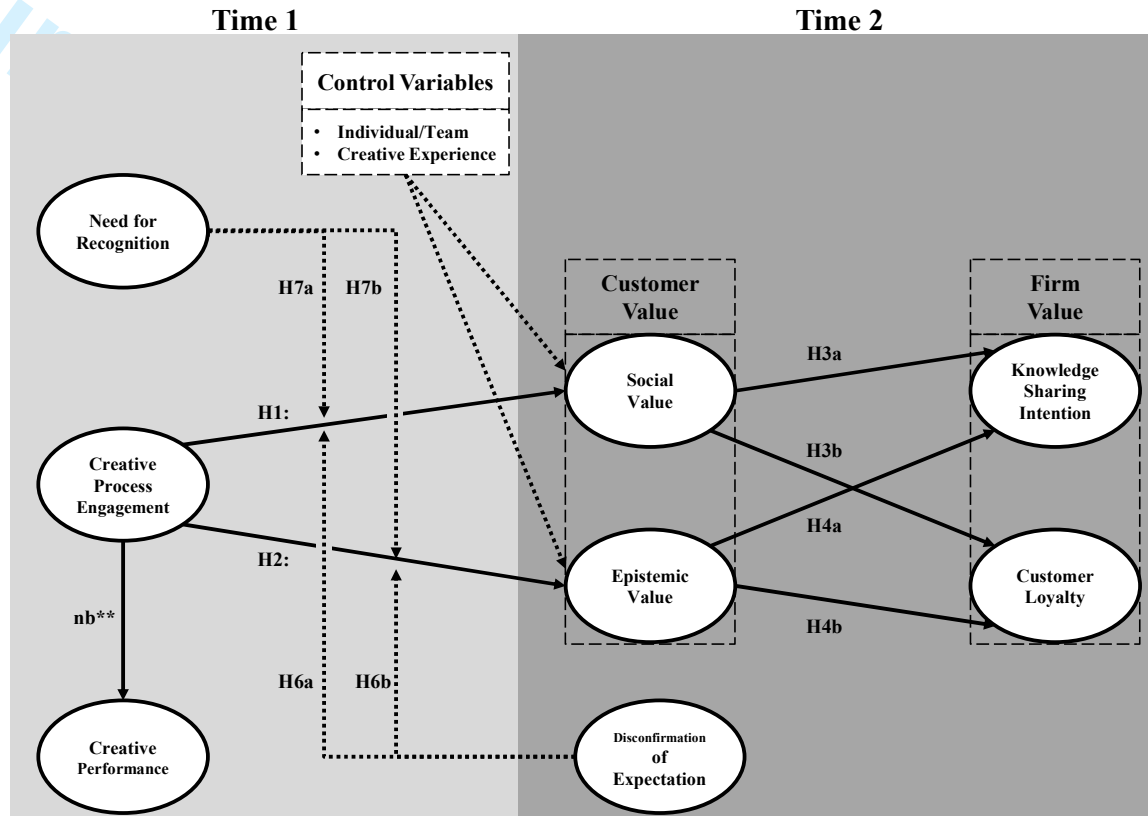 Time 1
Time 2
Control Variables
• Individual/Team
• Creative Experience
Need for
Recognition
H7a
H7b
Customer
Value
Firm
Value
H3a
Social
Value
Knowledge
Sharing
Intention
H1:
H3b
Creative
Process
Engagement
H4a
H2:
Epistemic
Value
Customer
Loyalty
nb**
H4b
H6a
H6b
Creative
Performance
Disconfirmation
of
Expectation